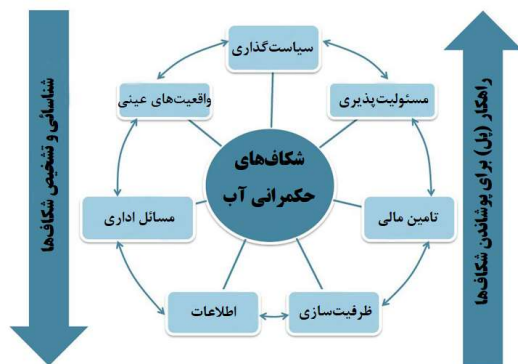 سیاست‌گذاری
مسئولیت‌پذیری
واقعیت‌های عینی
شکاف‌های
حکمرانی آب
تامین مالی
مسائل اداری
ظرفیت‌سازی
اطلاعات
راهکار (پل) برای پوشاندن شکاف‌ها
شناسائی و تشخیص شکاف‌ها